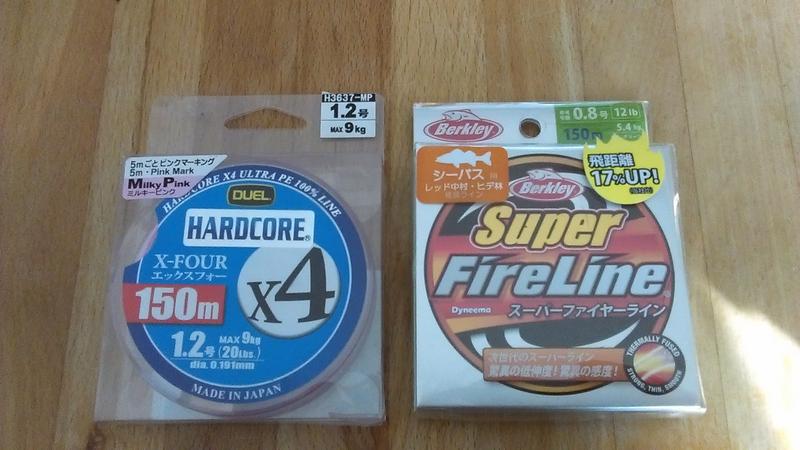 H3637-MP
1.2号
MAX 9kg
5mごとピンクマーキング
5m・Pink Mark
Milky Pink
ミルキーピンク
HARDCORE X4 ULTRA PE 100% LINE
DUEL
HARDCORE®
X-FOUR
エックスフォー
X4
150m
1.2号
MAX 9kg
(20Lbs.)
dia. 0.191mm
MADE IN JAPAN
Berkley
0.8号
12lb
150m
5.4kg
シーバス用
レッド中村・ヒデ林
飛距離
17%UP!
Berkley
Super
FireLine
Dyneema
スーパーファイヤーライン
次世代のスーパーライン
驚異の低伸度!驚異の感度!
THERMALLY FUSED
STRONG, THIN, SMOOTH